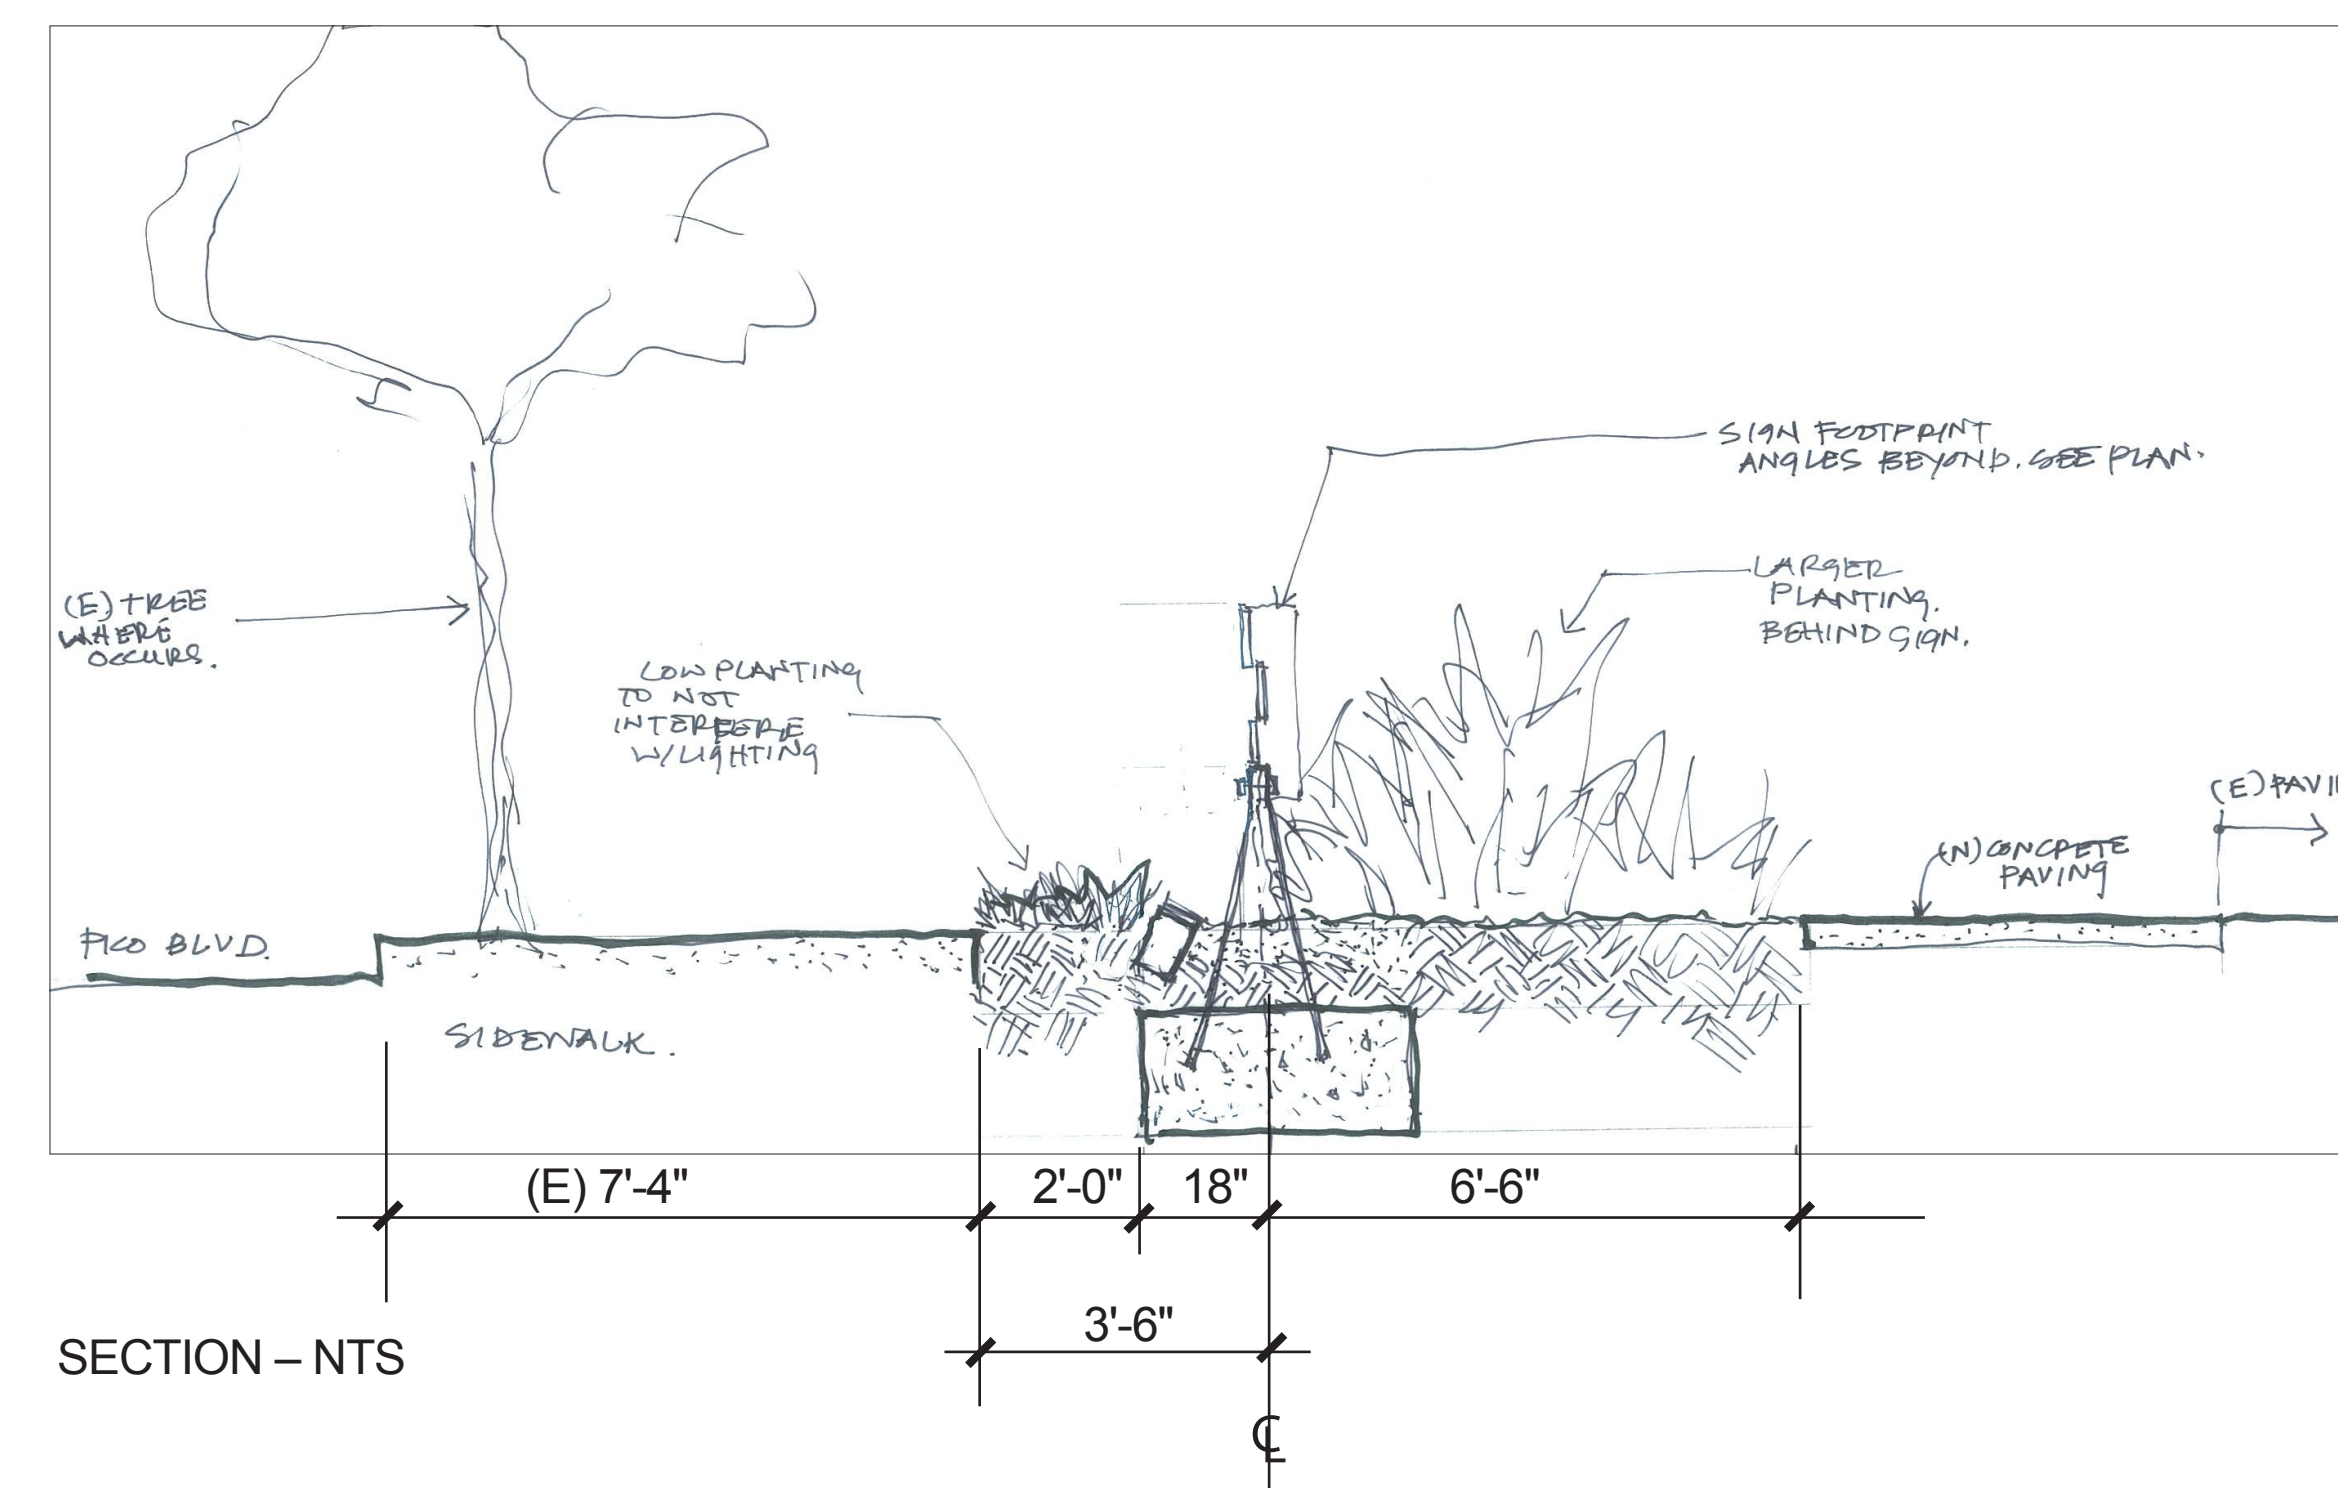 SIGN FOOTPRINT
ANGLES BEYOND. SEE PLAN.
LARGER
PLANTING.
BEHIND SIGN.
(E) TREE
WHERE
OCCURS.
LOW PLANTING
TO NOT
INTERFERE
W/LIGHTING
(E) PAVI
(N) CONCRETE
PAVING
PICO BLVD.
SIDEWALK.
(E) 7'-4"
2'-0"
18"
6'-6"
3'-6"
SECTION – NTS
℄